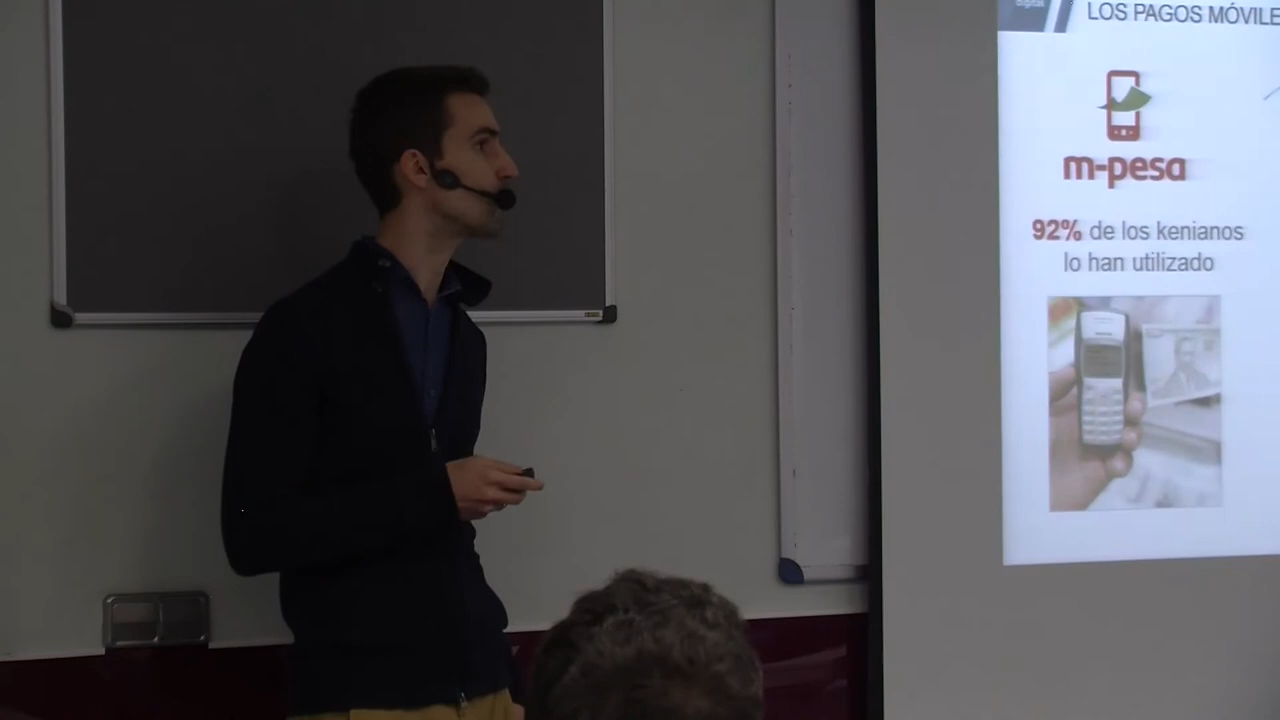 LOS PAGOS MÓVILE
m-pesa
92% de los kenianos
lo han utilizado